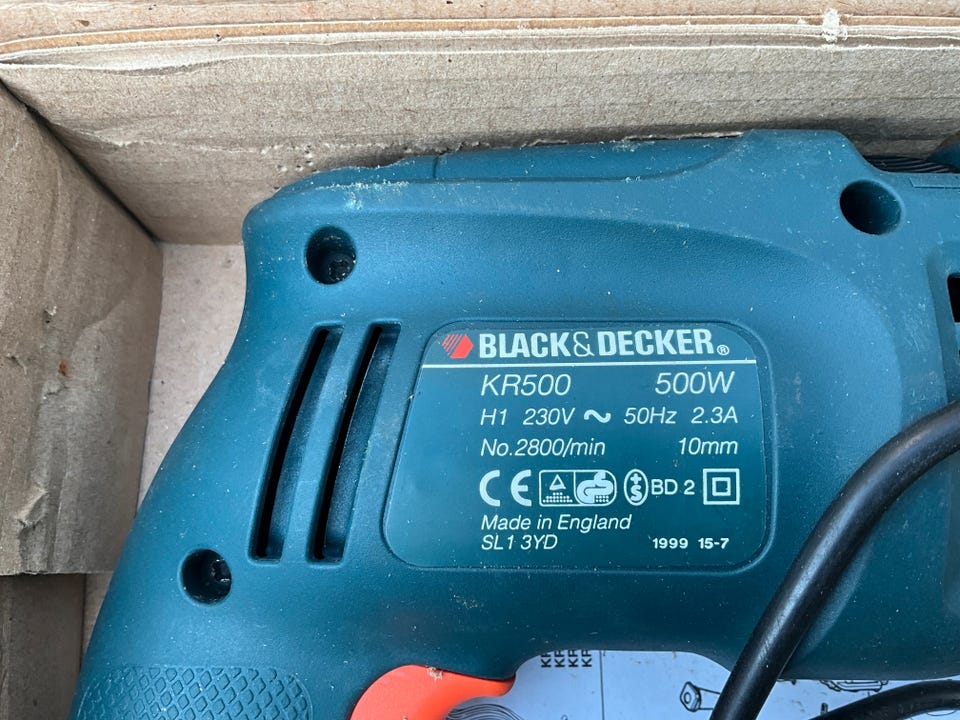 BLACK&DECKER®
KR500 500W
H1 230V ~ 50Hz 2.3A
No.2800/min 10mm
CE S BD 2
Made in England
SL1 3YD 1999 15-7